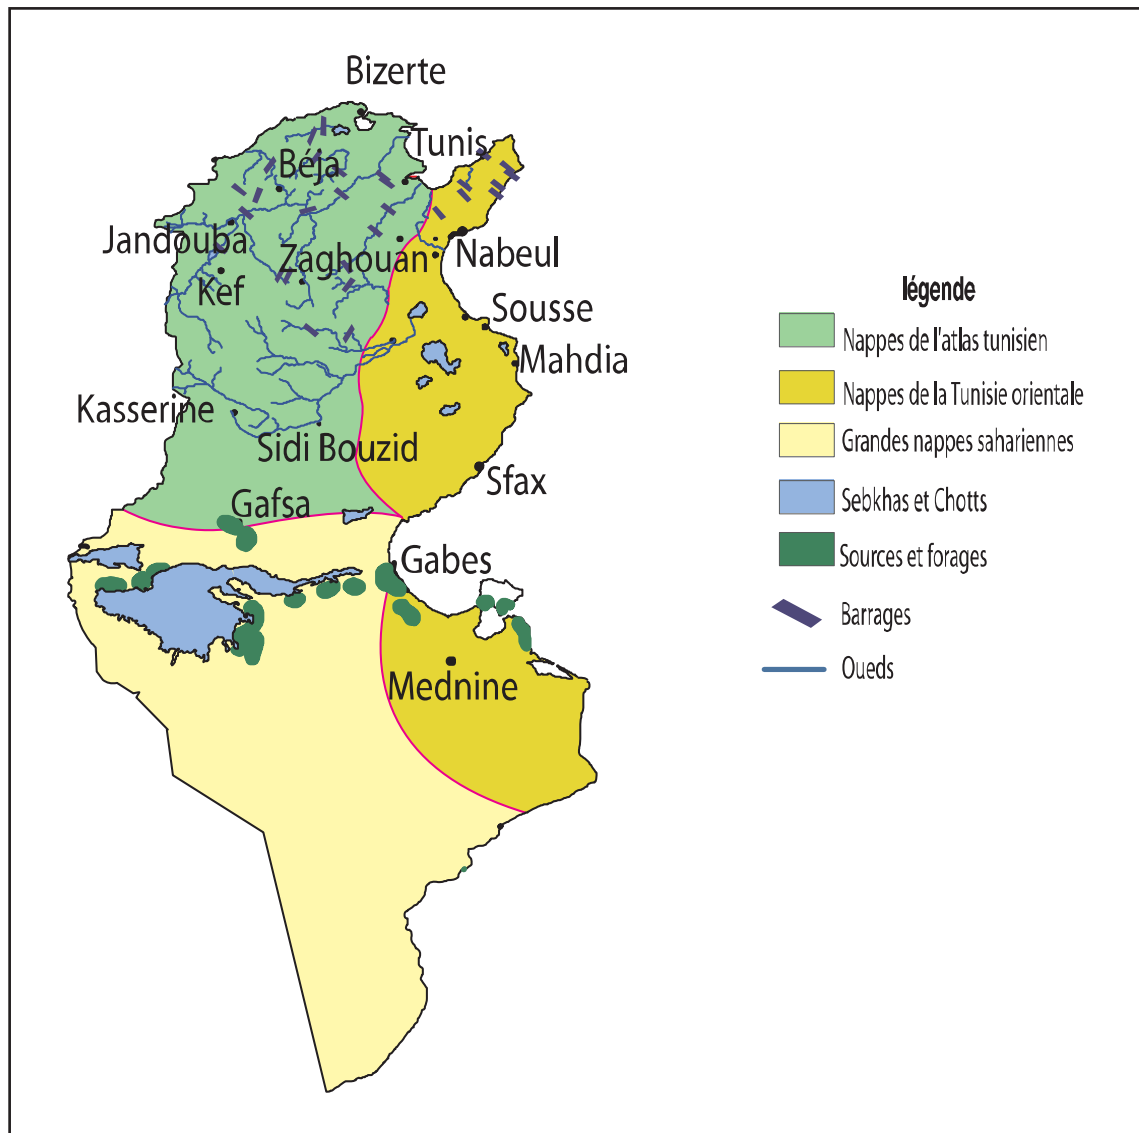 Bizerte
Tunis
Béja
Jandouba
Zaghouan
Nabeul
Kef
Sousse
Mahdia
Kasserine
Sidi Bouzid
Sfax
Gafsa
Gabes
Mednine
légende
Nappes de l'atlas tunisien
Nappes de la Tunisie orientale
Grandes nappes sahariennes
Sebkhas et Chotts
Sources et forages
Barrages
Oueds